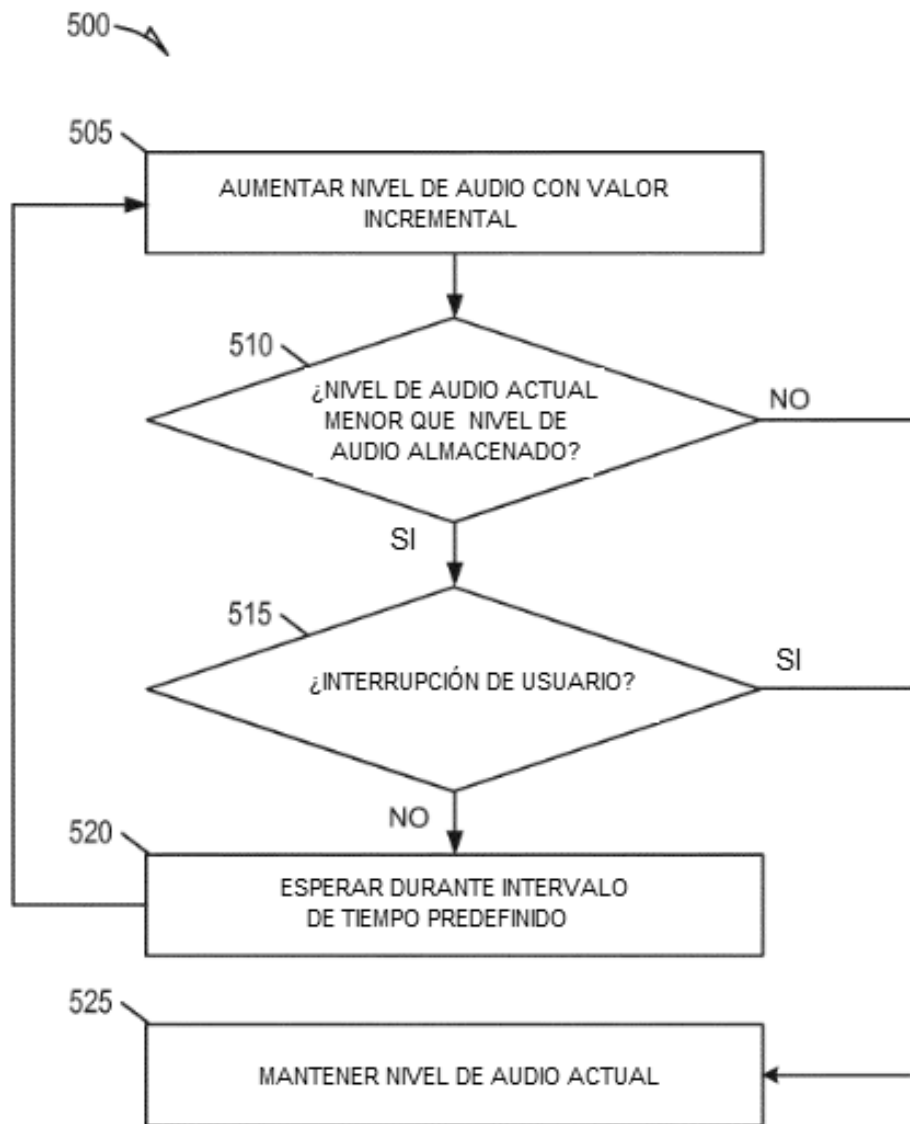 500
505
AUMENTAR NIVEL DE AUDIO CON VALOR
INCREMENTAL
510
¿NIVEL DE AUDIO ACTUAL
MENOR QUE NIVEL DE
AUDIO ALMACENADO?
NO
SI
515
¿INTERRUPCIÓN DE USUARIO?
SI
NO
520
ESPERAR DURANTE INTERVALO
DE TIEMPO PREDEFINIDO
525
MANTENER NIVEL DE AUDIO ACTUAL